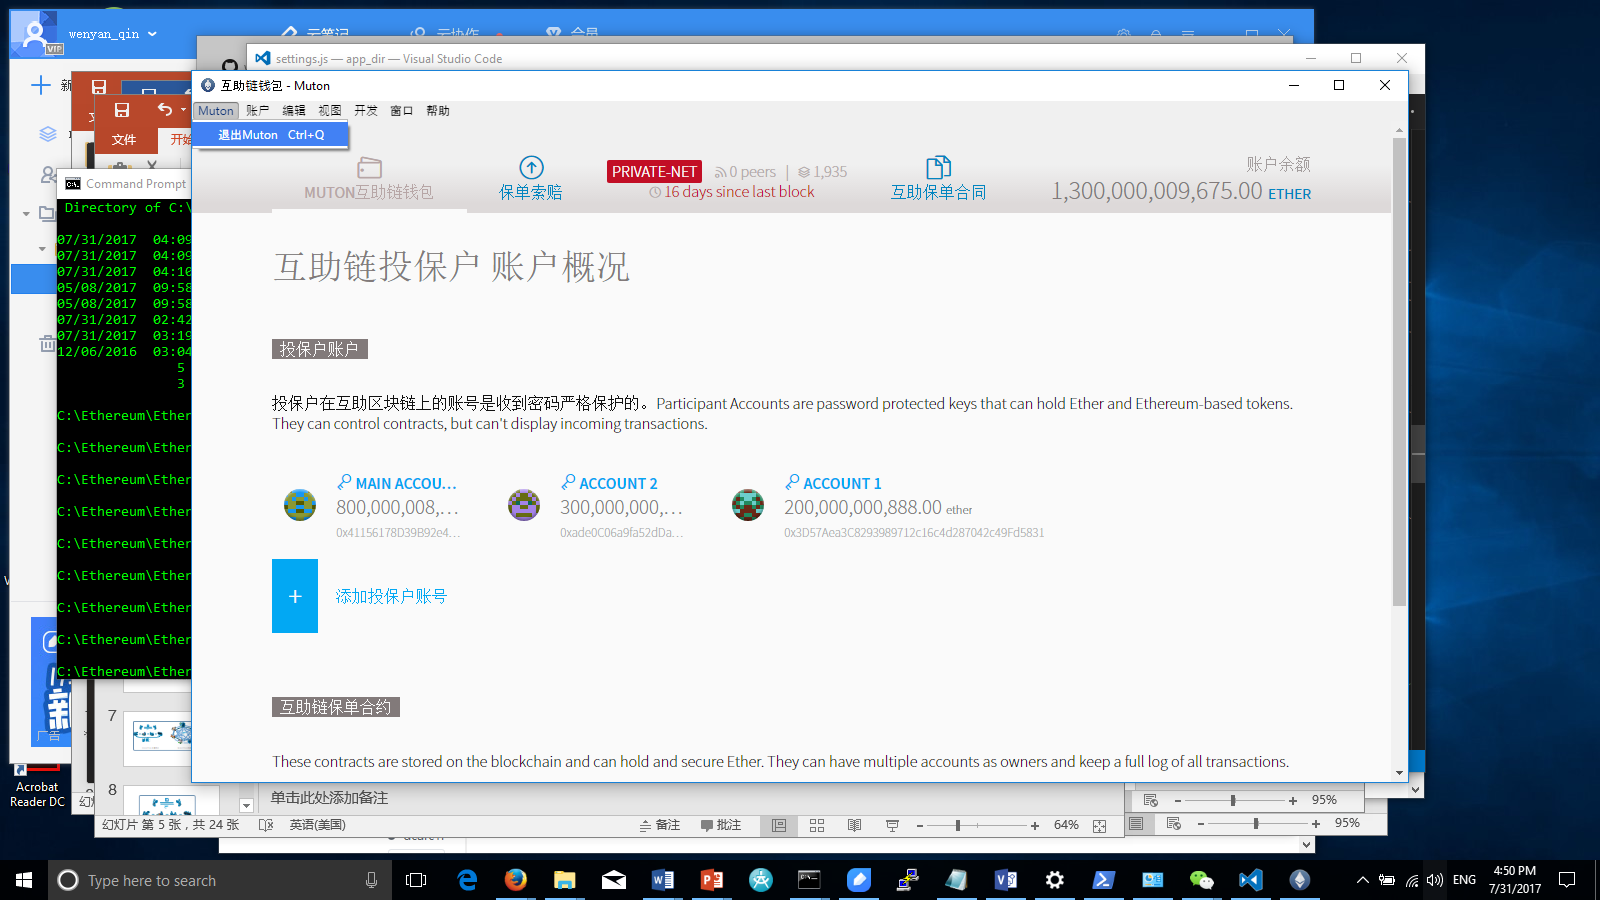 wenyan_qin
VIP
云笔记
云协作
会员
settings.js — app_dir — Visual Studio Code
互助链钱包 - Muton
Muton 账户 编辑 视图 开发 窗口 帮助
退出Muton Ctrl+Q
文件
MUTON互助链钱包
保单索赔
PRIVATE-NET
0 peers | 1,935
16 days since last block
互助保单合同
账户余额
1,300,000,009,675.00 ETHER
Command Prompt
Directory of C:\
07/31/2017 04:09
07/31/2017 04:09
07/31/2017 04:10
05/08/2017 09:58
05/08/2017 09:58
07/31/2017 02:42
07/31/2017 03:19
12/06/2016 03:04
5
3
C:\Ethereum\Ether
C:\Ethereum\Ether
C:\Ethereum\Ether
C:\Ethereum\Ether
C:\Ethereum\Ether
C:\Ethereum\Ether
C:\Ethereum\Ether
C:\Ethereum\Ether
C:\Ethereum\Ether
互助链投保户 账户概况
投保户账户
投保户在互助区块链上的账号是收到密码严格保护的。Participant Accounts are password protected keys that can hold Ether and Ethereum-based tokens.
They can control contracts, but can't display incoming transactions.
MAIN ACCOU...
800,000,008,...
0x41156178D39B92e4...
ACCOUNT 2
300,000,000,...
0xade0C06a9fa52dDa...
ACCOUNT 1
200,000,000,888.00 ether
0x3D57Aea3C8293989712c16c4d287042c49Fd5831
+ 添加投保户账号
互助链保单合约
These contracts are stored on the blockchain and can hold and secure Ether. They can have multiple accounts as owners and keep a full log of all transactions.
广告
7
8
Acrobat
Reader DC
单击此处添加备注
幻灯片 第 5 张，共 24 张 英语(美国) 备注 批注 64%
95%
95%
Type here to search
ENG
4:50 PM
7/31/2017